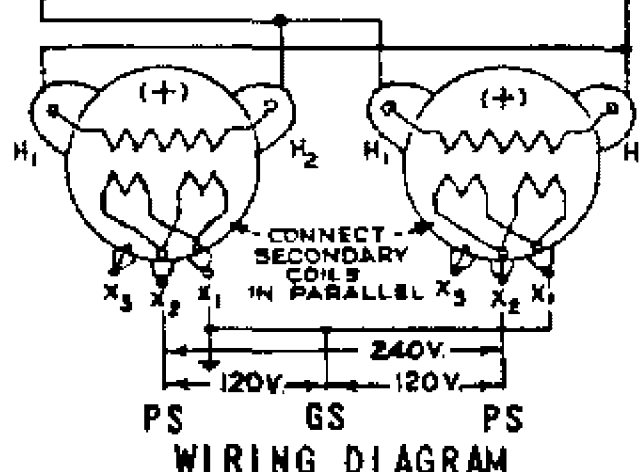 (+) (+)
H₁ H₂ H₁ H
CONNECT
SECONDARY
COILS
IN PARALLEL
X₃ X₂ X₁ X₃ X₂ X₁
240V.
120V. 120V.
PS GS PS
WIRING DIAGRAM